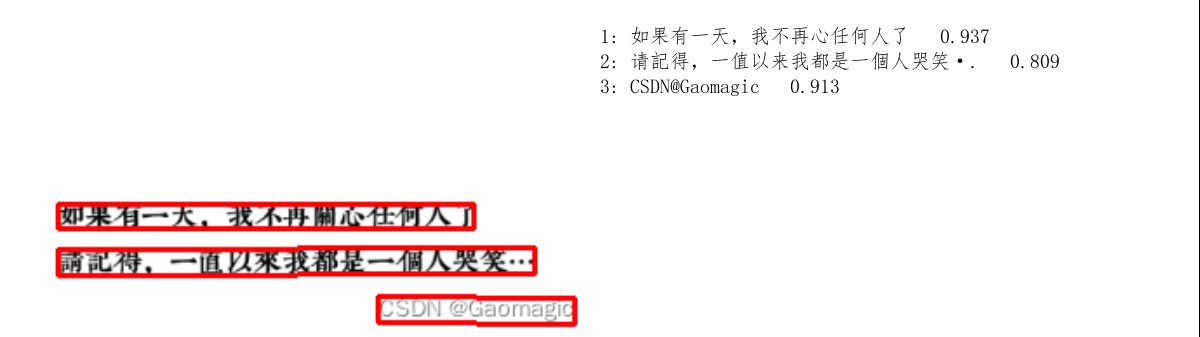 1: 如果有一天，我不再心任何人了 0.937
2: 请記得，一值以来我都是一個人哭笑·. 0.809
3: CSDN@Gaomagic 0.913
如果有一天，我不再關心任何人了
請記得，一直以來我都是一個人哭笑…
CSDN @Gaomagic